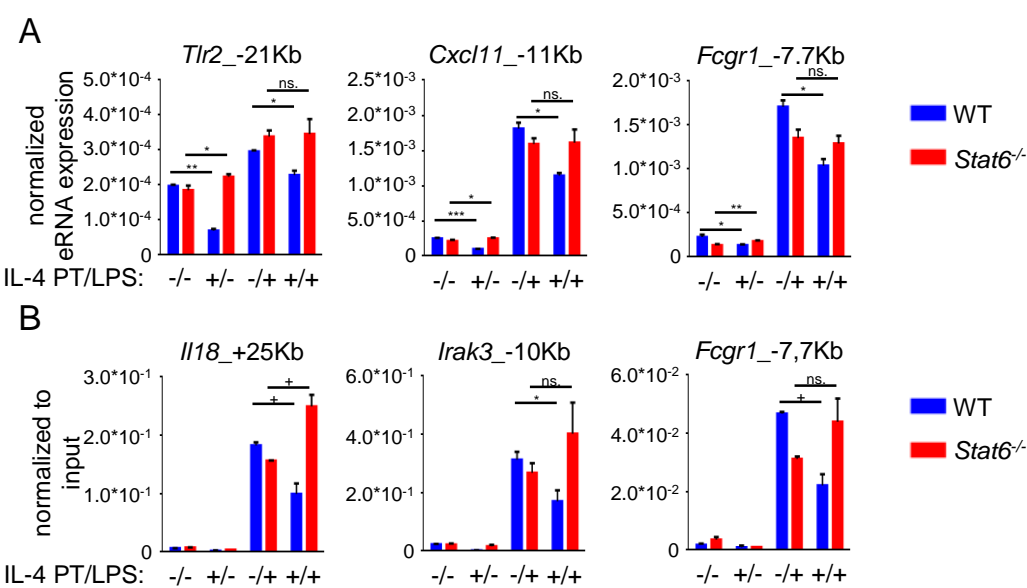 A
Tlr2_-21Kb
Cxcl11_-11Kb
Fcgr1_-7.7Kb
normalized
eRNA expression
5.0*10-4
4.0*10-4
3.0*10-4
2.0*10-4
1.0*10-4
0
** * * ns.
2.5*10-3
2.0*10-3
1.5*10-3
1.0*10-3
5.0*10-4
0
*** * * ns.
2.0*10-3
1.5*10-3
1.0*10-3
5.0*10-4
0
* ** * ns.
WT
Stat6-/-
IL-4 PT/LPS: -/- +/- -/+ +/+ -/- +/- -/+ +/+ -/- +/- -/+ +/+
B
Il18_+25Kb
Irak3_-10Kb
Fcgr1_-7,7Kb
normalized to
input
3.0*10-1
2.0*10-1
1.0*10-1
0
+ +
6.0*10-1
4.0*10-1
2.0*10-1
0
* ns.
6.0*10-2
4.0*10-2
2.0*10-2
0
+ ns.
WT
Stat6-/-
IL-4 PT/LPS: -/- +/- -/+ +/+ -/- +/- -/+ +/+ -/- +/- -/+ +/+